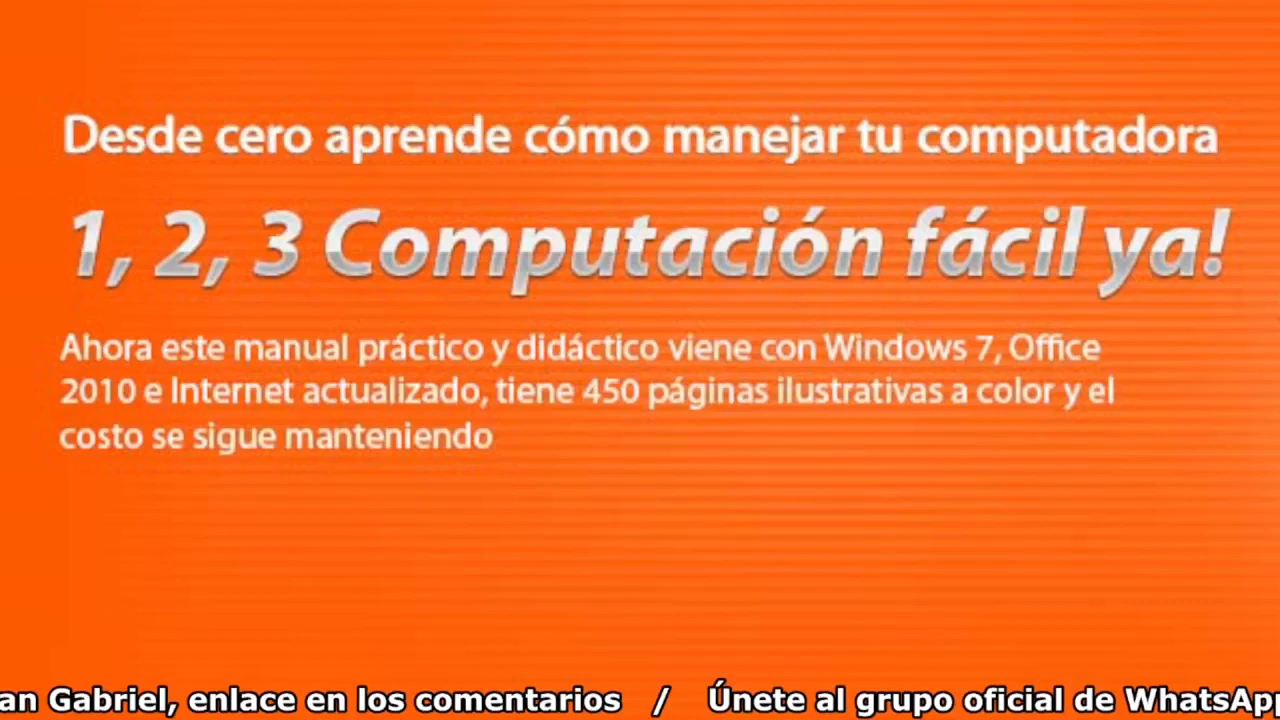 Desde cero aprende cómo manejar tu computadora
1, 2, 3 Computación fácil ya!
Ahora este manual práctico y didáctico viene con Windows 7, Office
2010 e Internet actualizado, tiene 450 páginas ilustrativas a color y el
costo se sigue manteniendo
an Gabriel, enlace en los comentarios / Únete al grupo oficial de WhatsApp